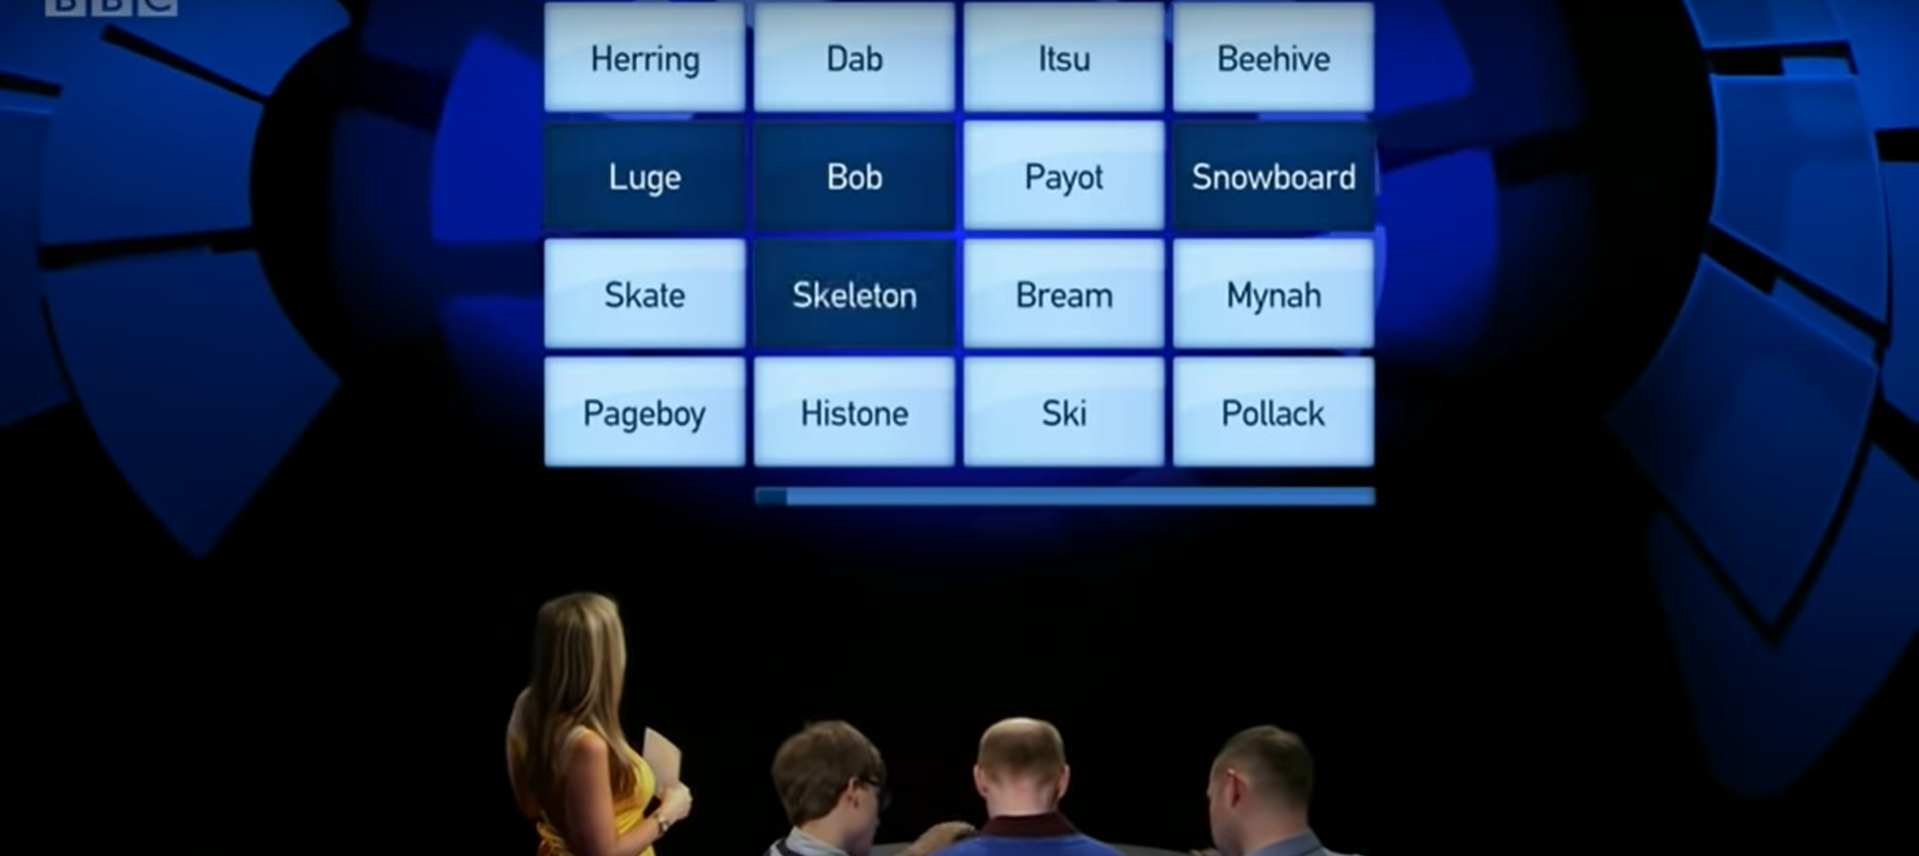 BBC
Herring
Dab
Itsu
Beehive
Luge
Bob
Payot
Snowboard
Skate
Skeleton
Bream
Mynah
Pageboy
Histone
Ski
Pollack